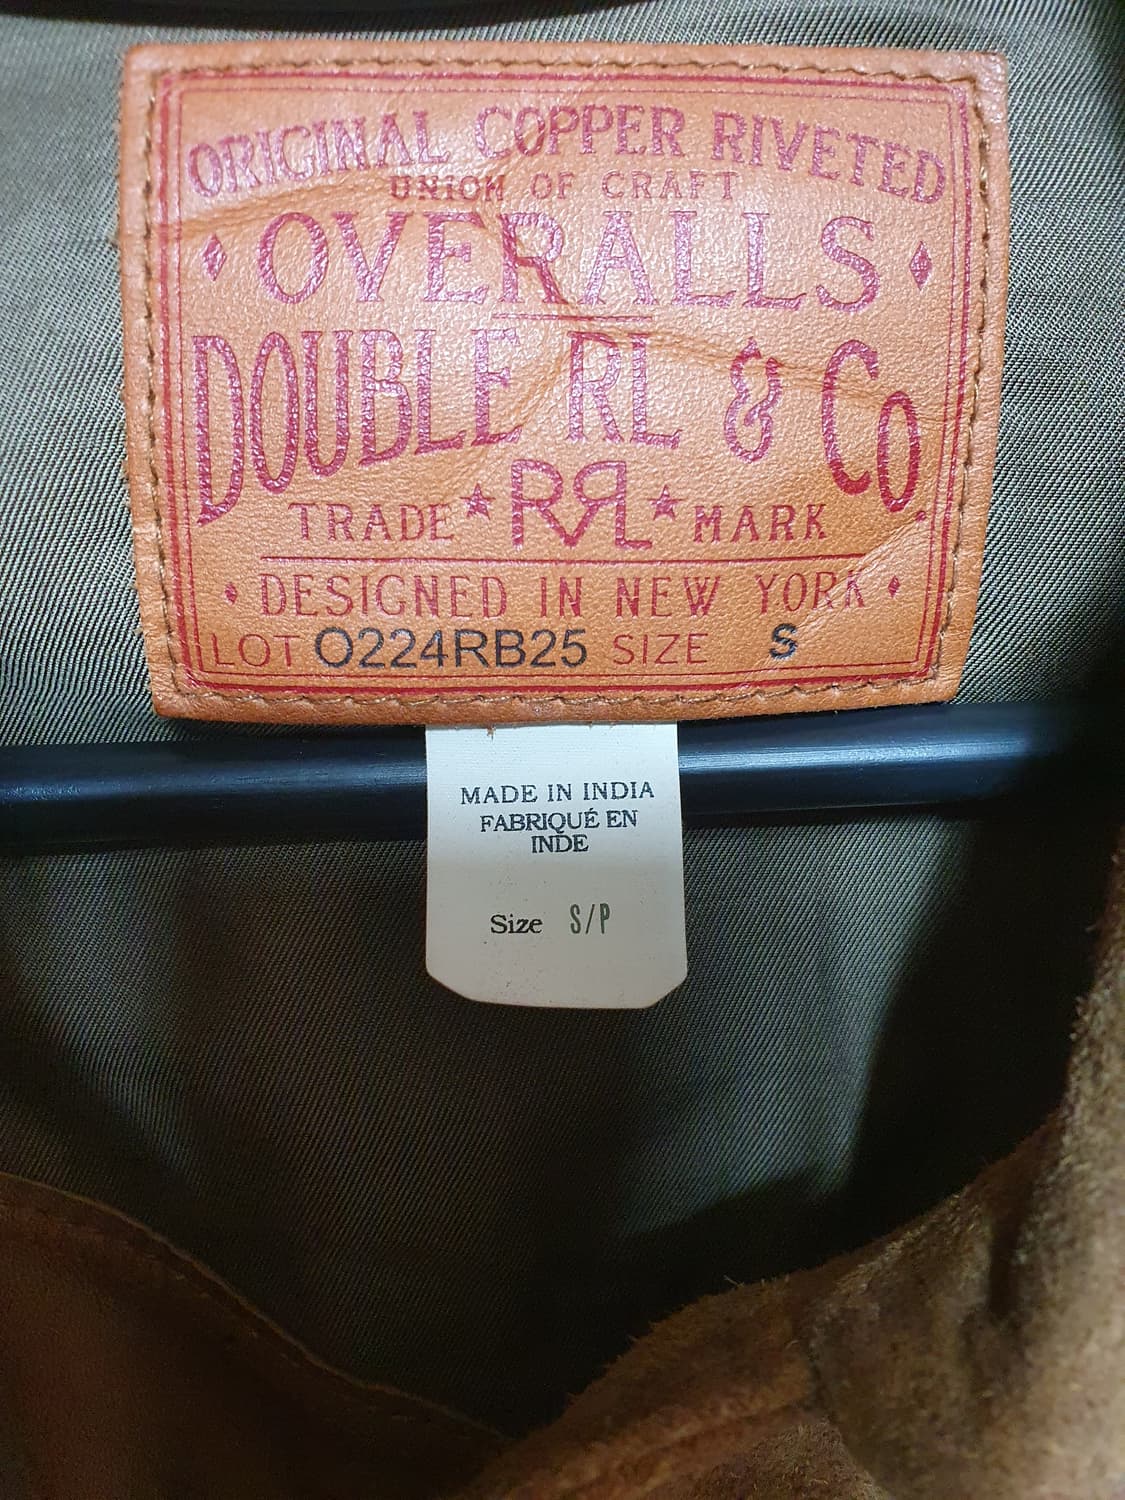 ORIGINAL COPPER RIVETED
UNION OF CRAFT
OVERALLS
DOUBLE RL & Co.
TRADE ★ RRL ★ MARK
DESIGNED IN NEW YORK
LOT 0224RB25 SIZE S
MADE IN INDIA
FABRIQUÉ EN
INDE
Size S/P